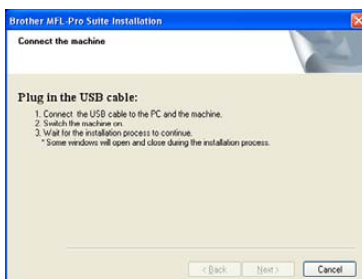 Brother MFL-Pro Suite Installation
Connect the machine
Plug in the USB cable:
1. Connect the USB cable to the PC and the machine.
2. Switch the machine on.
3. Wait for the installation process to continue.
* Some windows will open and close during the installation process.
< Back Next > Cancel